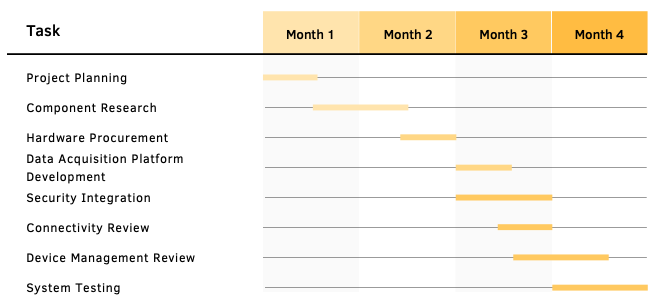 Task
Month 1
Month 2
Month 3
Month 4
Project Planning
Component Research
Hardware Procurement
Data Acquisition Platform
Development
Security Integration
Connectivity Review
Device Management Review
System Testing